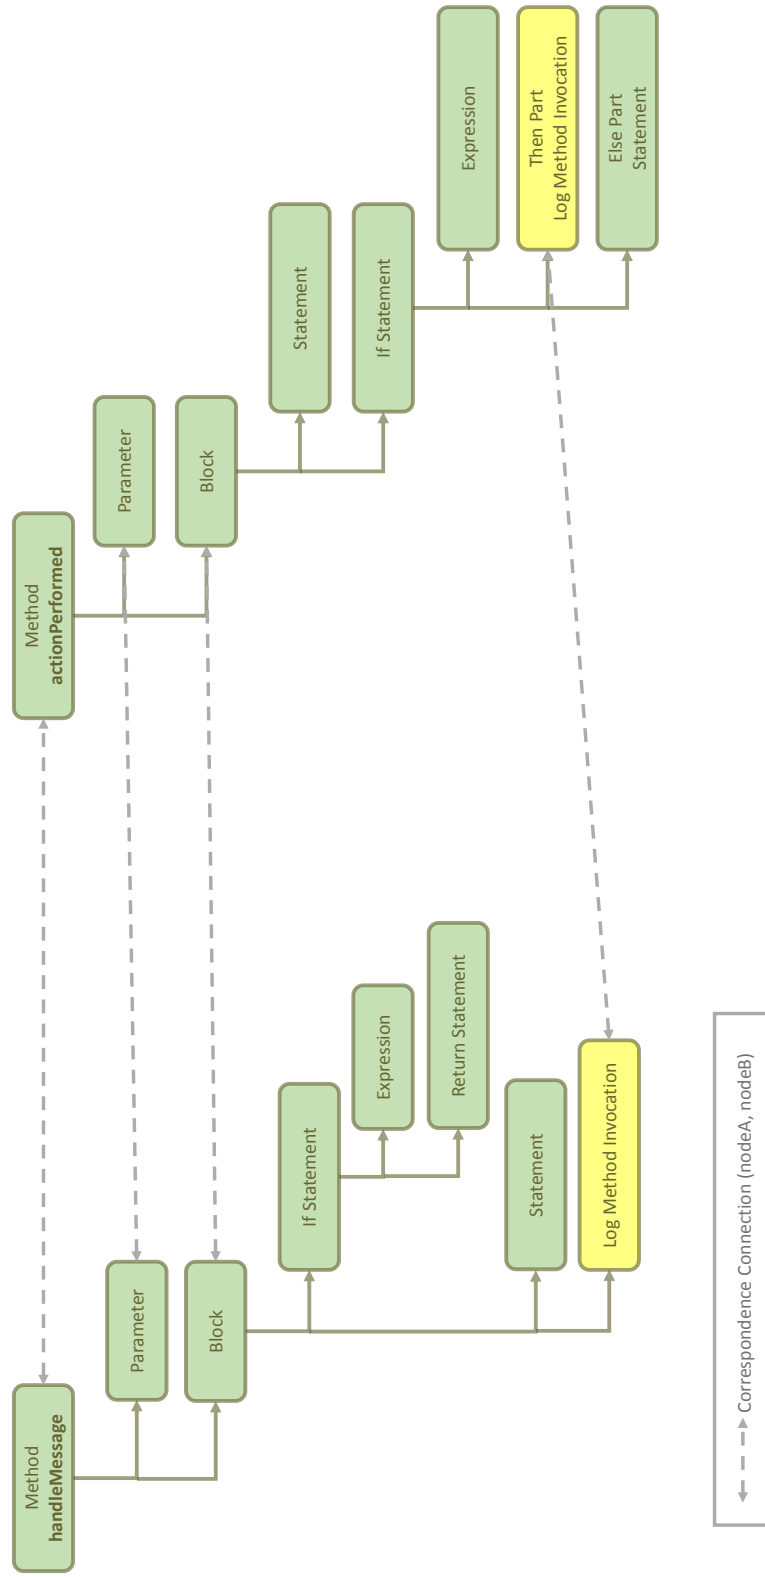 Method
handleMessage
Parameter
Block
If Statement
Expression
Return Statement
Statement
Log Method Invocation
Method
actionPerformed
Parameter
Block
Statement
If Statement
Expression
Then Part
Log Method Invocation
Else Part
Statement
Correspondence Connection (nodeA, nodeB)